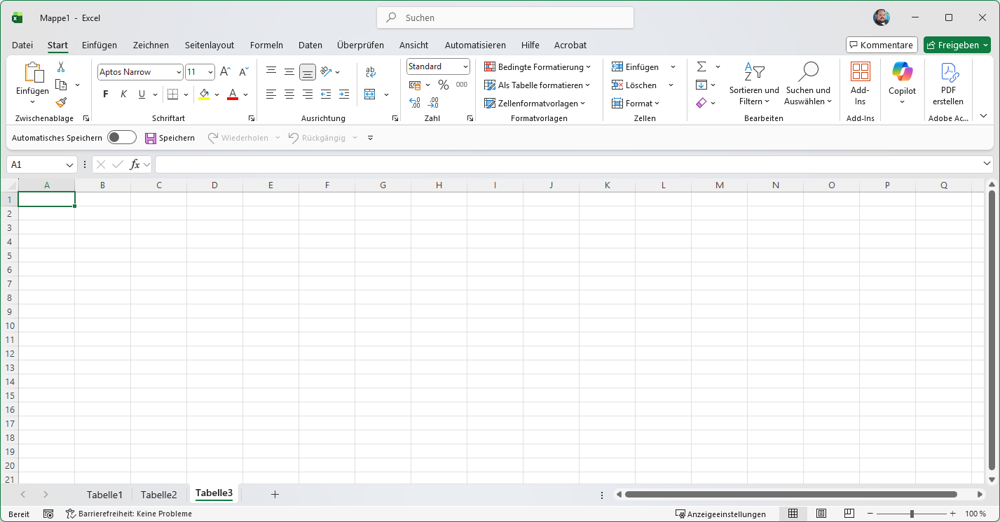 Mappe1 - Excel
Suchen
Datei Start Einfügen Zeichnen Seitenlayout Formeln Daten Überprüfen Ansicht Automatisieren Hilfe Acrobat Kommentare Freigeben
Einfügen
Aptos Narrow 11
F K U
A A
ab
c
Standard
% 000
Bedingte Formatierung
Als Tabelle formatieren
Zellenformatvorlagen
Einfügen
Löschen
Format
Σ
Sortieren und Filtern
Suchen und Auswählen
Add-Ins
Copilot
PDF erstellen
Zwischenablage Schriftart Ausrichtung Zahl Formatvorlagen Zellen Bearbeiten Add-Ins Adobe Ac...
Automatisches Speichern Speichern Wiederholen Rückgängig
A1 fx
A B C D E F G H I J K L M N O P Q
1
2
3
4
5
6
7
8
9
10
11
12
13
14
15
16
17
18
19
20
21
Tabelle1 Tabelle2 Tabelle3 +
Bereit Barrierefreiheit: Keine Probleme Anzeigeeinstellungen 100 %